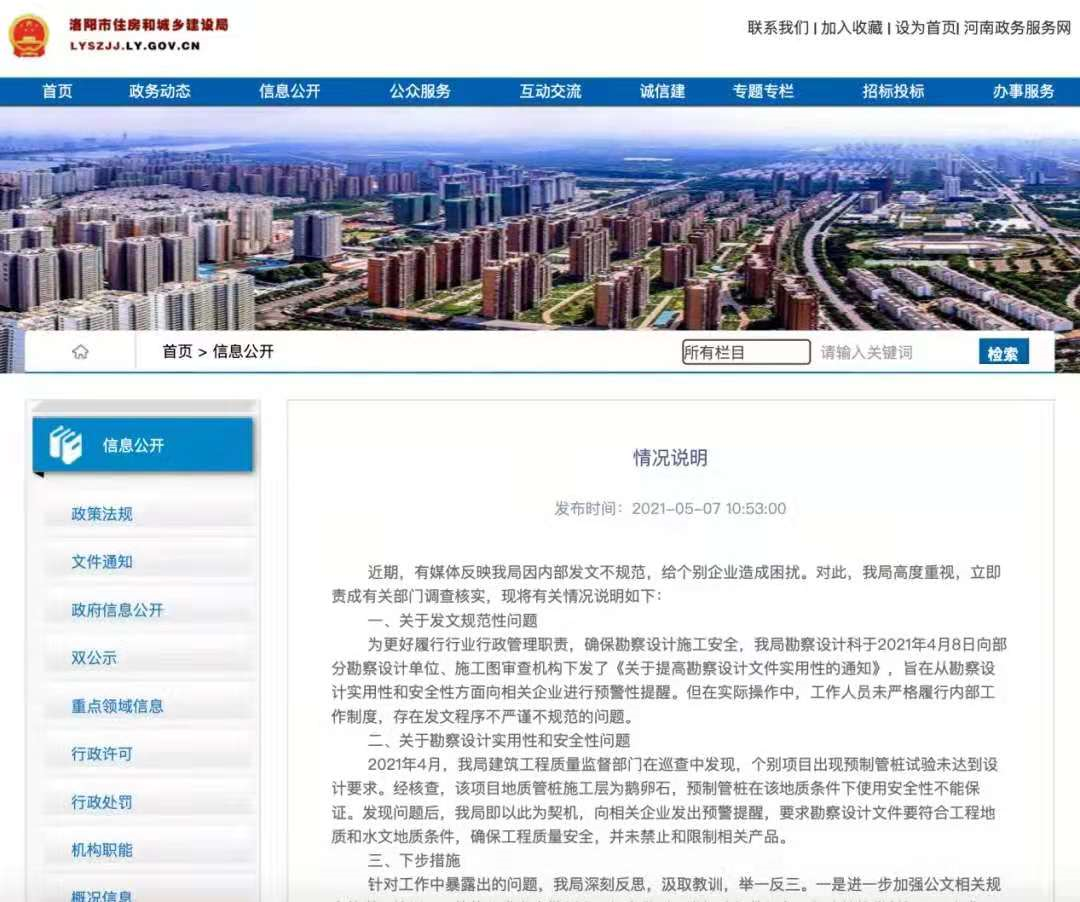 洛阳市住房和城乡建设局
LYSZJJ.LY.GOV.CN
联系我们 | 加入收藏 | 设为首页| 河南政务服务网
首页 政务动态 信息公开 公众服务 互动交流 诚信建 专题专栏 招标投标 办事服务
首页 > 信息公开 所有栏目 请输入关键词 检索
信息公开
政策法规
文件通知
政府信息公开
双公示
重点领域信息
行政许可
行政处罚
机构职能
概况信息
情况说明
发布时间：2021-05-07 10:53:00
近期，有媒体反映我局因内部发文不规范，给个别企业造成困扰。对此，我局高度重视，立即
责成有关部门调查核实，现将有关情况说明如下：
一、关于发文规范性问题
为更好履行行业行政管理职责，确保勘察设计施工安全，我局勘察设计科于2021年4月8日向部
分勘察设计单位、施工图审查机构下发了《关于提高勘察设计文件实用性的通知》，旨在从勘察设
计实用性和安全性方面向相关企业进行预警性提醒。但在实际操作中，工作人员未严格履行内部工
作制度，存在发文程序不严谨不规范的问题。
二、关于勘察设计实用性和安全性问题
2021年4月，我局建筑工程质量监督部门在巡查中发现，个别项目出现预制管桩试验未达到设
计要求。经核查，该项目地质管桩施工层为鹅卵石，预制管桩在该地质条件下使用安全性不能保
证。发现问题后，我局即以此为契机，向相关企业发出预警提醒，要求勘察设计文件要符合工程地
质和水文地质条件，确保工程质量安全，并未禁止和限制相关产品。
三、下步措施
针对工作中暴露出的问题，我局深刻反思，汲取教训，举一反三。一是进一步加强公文相关规